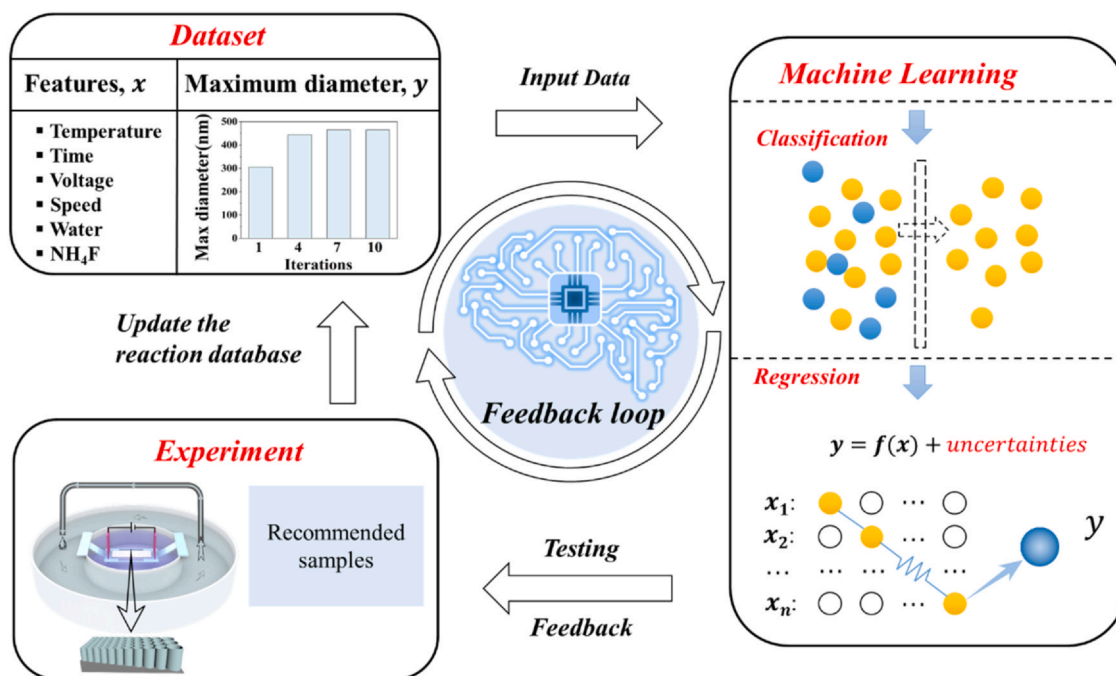 Dataset
Features, x
Maximum diameter, y
▪ Temperature
▪ Time
▪ Voltage
▪ Speed
▪ Water
▪ NH₄F
Max diameter(nm)
500
400
300
200
100
0
1 4 7 10
Iterations
Input Data
Machine Learning
Classification
Regression
y = f(x) + uncertainties
x₁: ...
x₂: ...
... ... ... ... ...
xₙ: ...
y
Update the
reaction database
Feedback loop
Experiment
Recommended
samples
Testing
Feedback